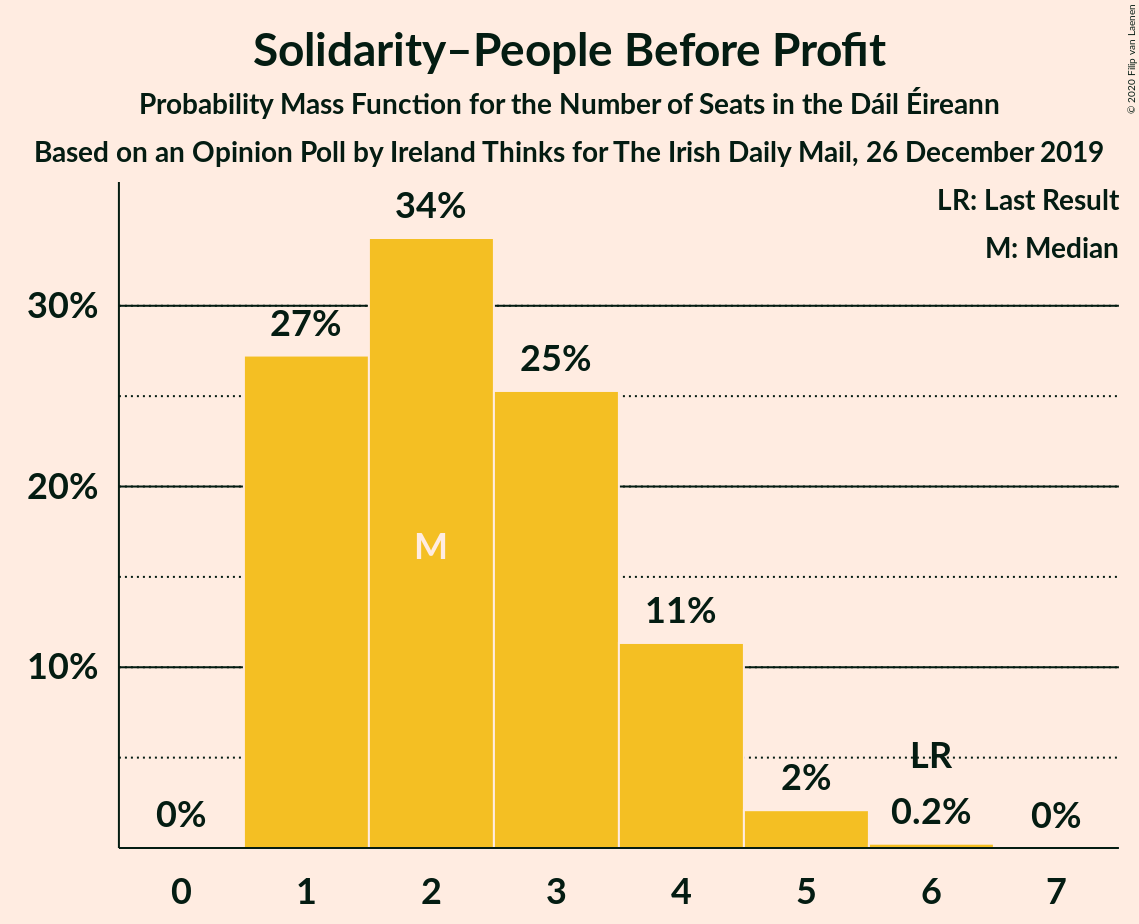 Solidarity–People Before Profit
Probability Mass Function for the Number of Seats in the Dáil Éireann
Based on an Opinion Poll by Ireland Thinks for The Irish Daily Mail, 26 December 2019
© 2020 Filip van Laenen
LR: Last Result
M: Median
34%
30%
27%
25%
20%
M
11%
10%
LR
2%
0%
0.2%
0%
0 1 2 3 4 5 6 7